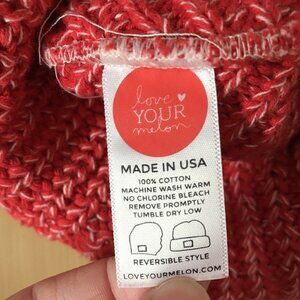 love
YOUR
melon
MADE IN USA
100% COTTON
MACHINE WASH WARM
NO CHLORINE BLEACH
REMOVE PROMPTLY
TUMBLE DRY LOW
REVERSIBLE STYLE
LOVEYOURMELON.COM